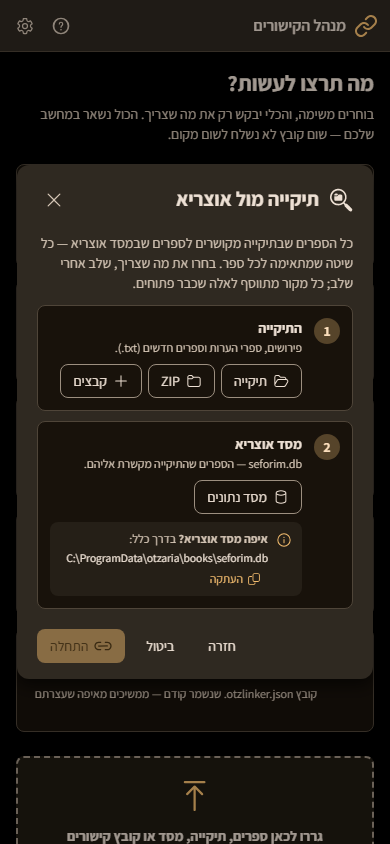 מנהל הקישורים
מה תרצו לעשות?
בוחרים משימה, והכלי יבקש רק את מה שצריך. הכול נשאר במחשב
שלכם — שום קובץ לא נשלח לשום מקום.
תיקייה מול אוצריא
כל הספרים שבתיקייה מקושרים לספרים שבמסד אוצריא — כל
שיטה שמתאימה לכל ספר. בחרו את מה שצריך, שלב אחרי
שלב; כל מקור מתווסף לאלה שכבר פתוחים.
1
התיקייה
פירושים, ספרי הערות וספרים חדשים (txt.).
תיקייה
ZIP
קבצים
2
מסד אוצריא
seforim.db — הספרים שהתיקייה מקשרת אליהם.
מסד נתונים
איפה מסד אוצריא? בדרך כלל:
C:\ProgramData\otzaria\books\seforim.db
העתקה
חזרה
ביטול
התחלה
קובץ otzlinker.json. שנשמר קודם — ממשיכים מאיפה שעצרתם
גררו לכאן ספרים, תיקייה, מסד או קובץ קישורים